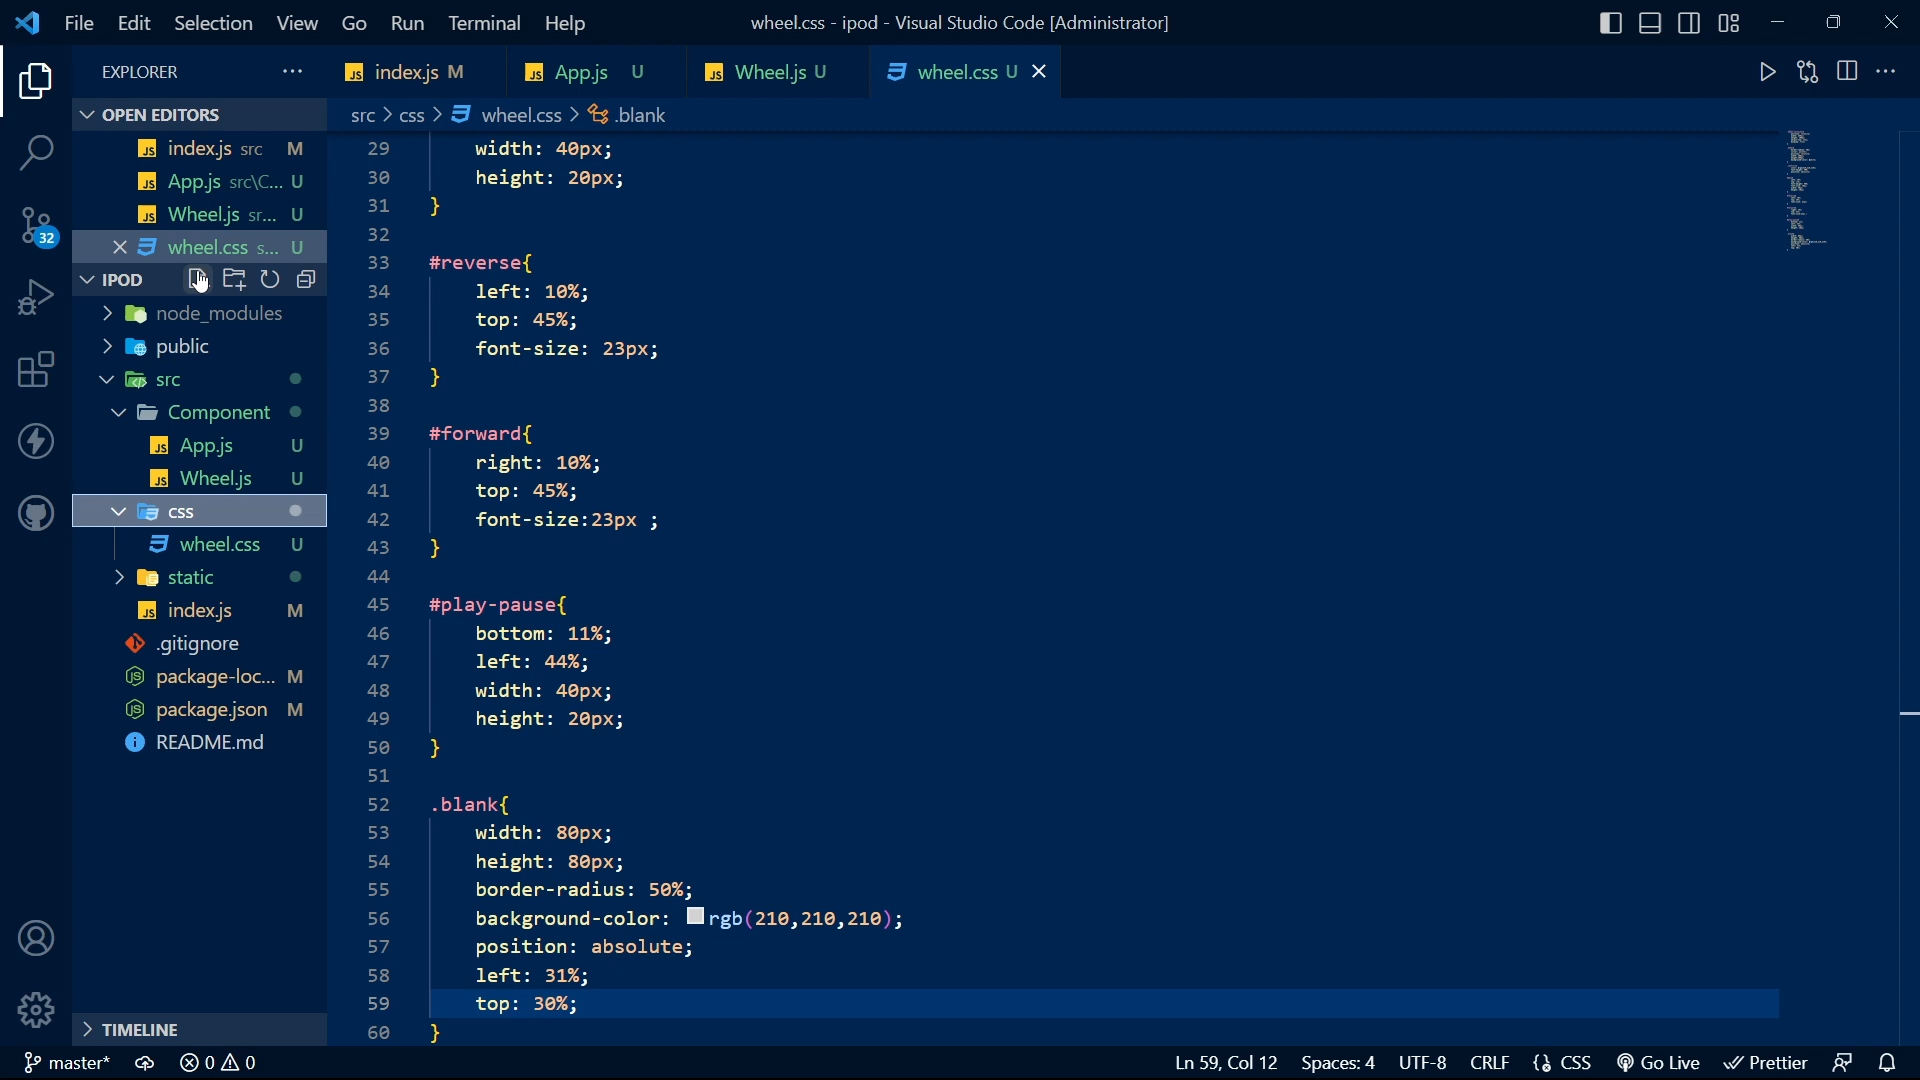 File Edit Selection View Go Run Terminal Help
wheel.css - ipod - Visual Studio Code [Administrator]
EXPLORER
index.js M
App.js U
Wheel.js U
wheel.css U
OPEN EDITORS
src > css > wheel.css > .blank
index.js src M
App.js src\C... U
Wheel.js sr... U
wheel.css s... U
32
IPOD
node_modules
public
src
Component
App.js U
Wheel.js U
css
wheel.css U
static
index.js M
.gitignore
package-loc... M
package.json M
README.md
TIMELINE
29 width: 40px;
30 height: 20px;
31 }
32
33 #reverse{
34 left: 10%;
35 top: 45%;
36 font-size: 23px;
37 }
38
39 #forward{
40 right: 10%;
41 top: 45%;
42 font-size:23px ;
43 }
44
45 #play-pause{
46 bottom: 11%;
47 left: 44%;
48 width: 40px;
49 height: 20px;
50 }
51
52 .blank{
53 width: 80px;
54 height: 80px;
55 border-radius: 50%;
56 background-color: rgb(210,210,210);
57 position: absolute;
58 left: 31%;
59 top: 30%;
60 }
master* 0 0 Ln 59, Col 12 Spaces: 4 UTF-8 CRLF {} CSS Go Live Prettier